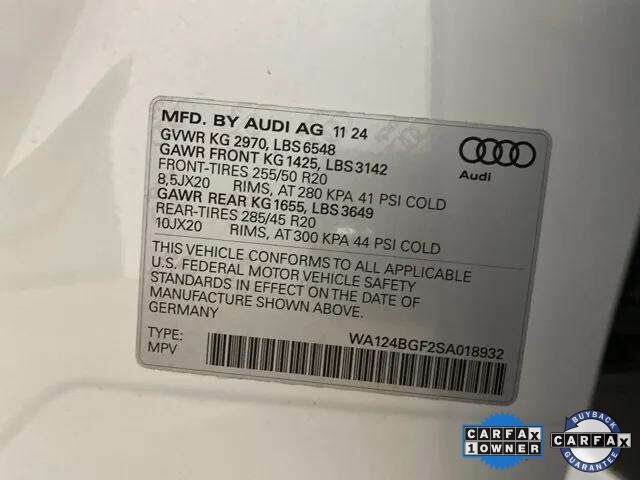 MFD. BY AUDI AG 11 24
GVWR KG 2970, LBS 6548
GAWR FRONT KG 1425, LBS 3142
FRONT-TIRES 255/50 R20
8,5JX20 RIMS, AT 280 KPA 41 PSI COLD
GAWR REAR KG 1655, LBS 3649
REAR-TIRES 285/45 R20
10JX20 RIMS, AT 300 KPA 44 PSI COLD
Audi
THIS VEHICLE CONFORMS TO ALL APPLICABLE
U.S. FEDERAL MOTOR VEHICLE SAFETY
STANDARDS IN EFFECT ON THE DATE OF
MANUFACTURE SHOWN ABOVE.
GERMANY
TYPE:
MPV
WA124BGF2SA018932
CARFAX
1 OWNER
BUYBACK
CARFAX
GUARANTEE